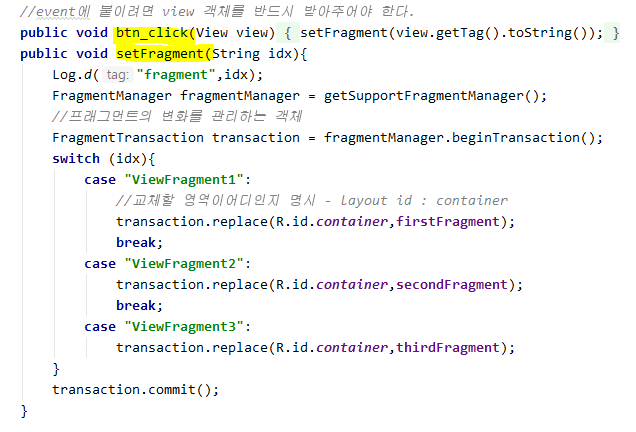 //event에 붙이려면 view 객체를 반드시 받아주어야 한다.
public void btn_click(View view) { setFragment(view.getTag().toString()); }
public void setFragment(String idx){
Log.d( tag: "fragment",idx);
FragmentManager fragmentManager = getSupportFragmentManager();
//프래그먼트의 변화를 관리하는 객체
FragmentTransaction transaction = fragmentManager.beginTransaction();
switch (idx){
case "ViewFragment1":
//교체할 영역이어디인지 명시 - Layout id : container
transaction.replace(R.id.container,firstFragment);
break;
case "ViewFragment2":
transaction.replace(R.id.container,secondFragment);
break;
case "ViewFragment3":
transaction.replace(R.id.container,thirdFragment);
}
transaction.commit();
}